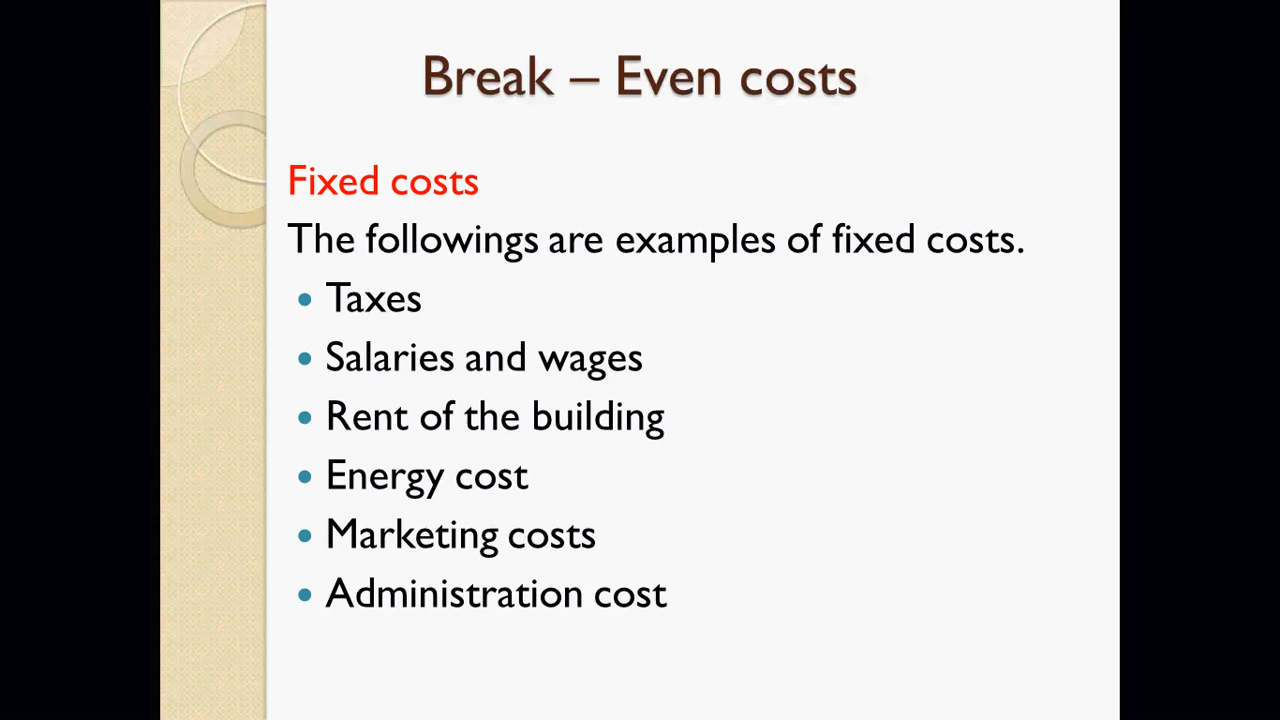 Break – Even costs
Fixed costs
The followings are examples of fixed costs.
• Taxes
• Salaries and wages
• Rent of the building
• Energy cost
• Marketing costs
• Administration cost